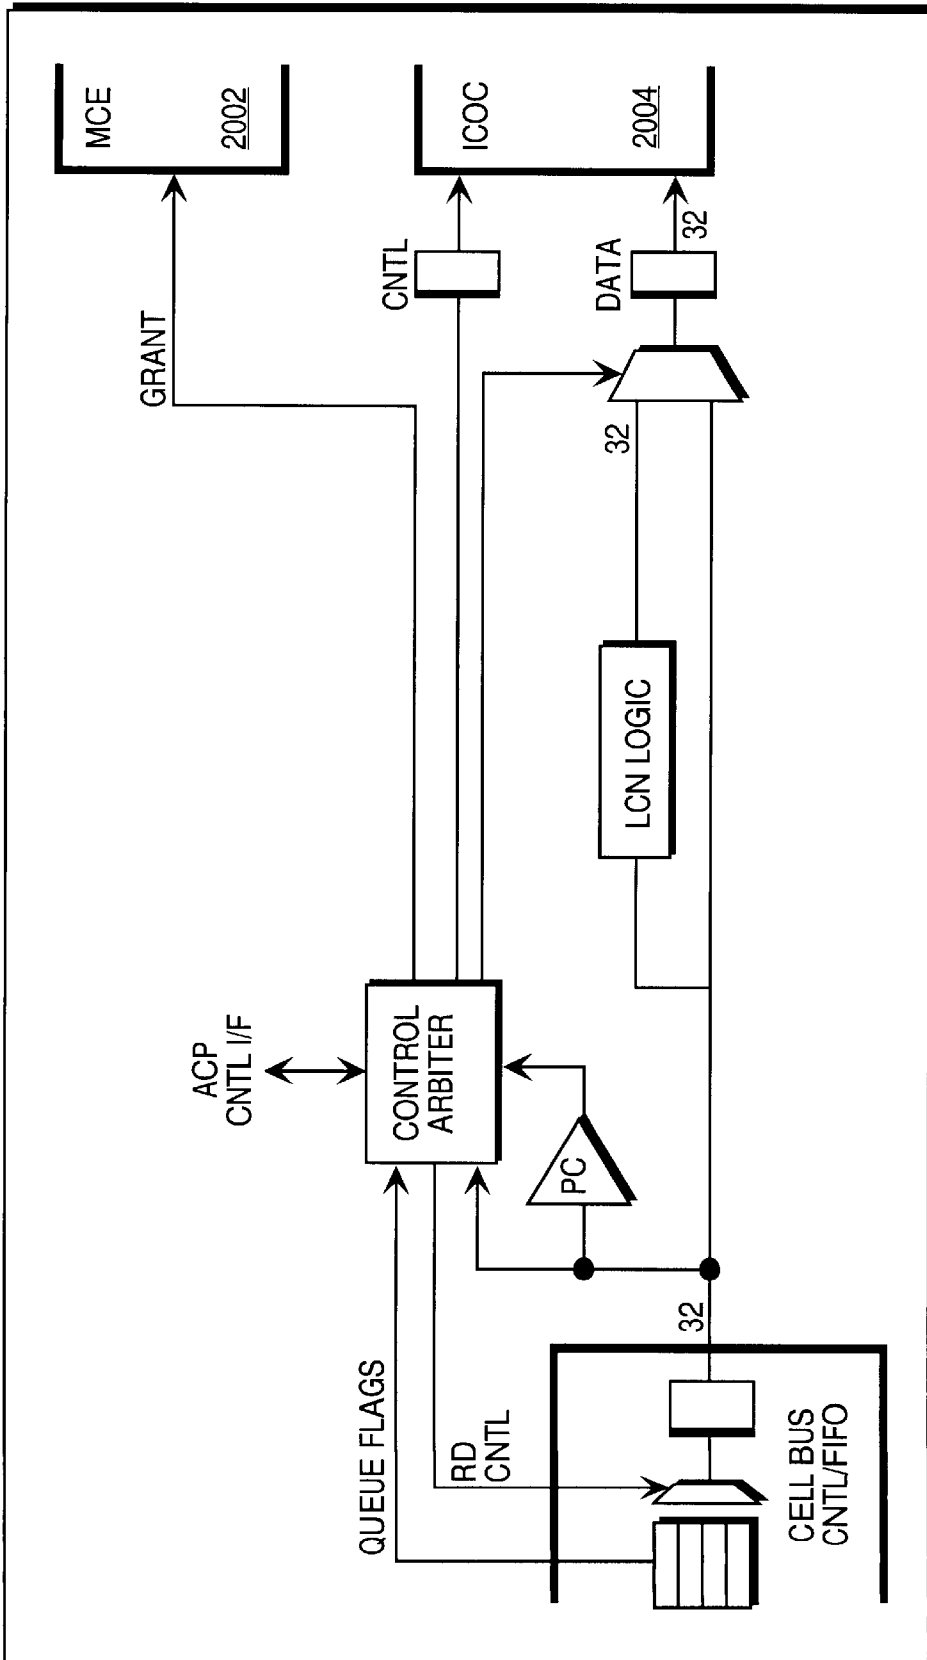 MCE
2002
ICOC
2004
GRANT
CNTL
DATA
32
32
LCN LOGIC
ACP
CNTL I/F
CONTROL
ARBITER
PC
QUEUE FLAGS
RD
CNTL
32
CELL BUS
CNTL/FIFO